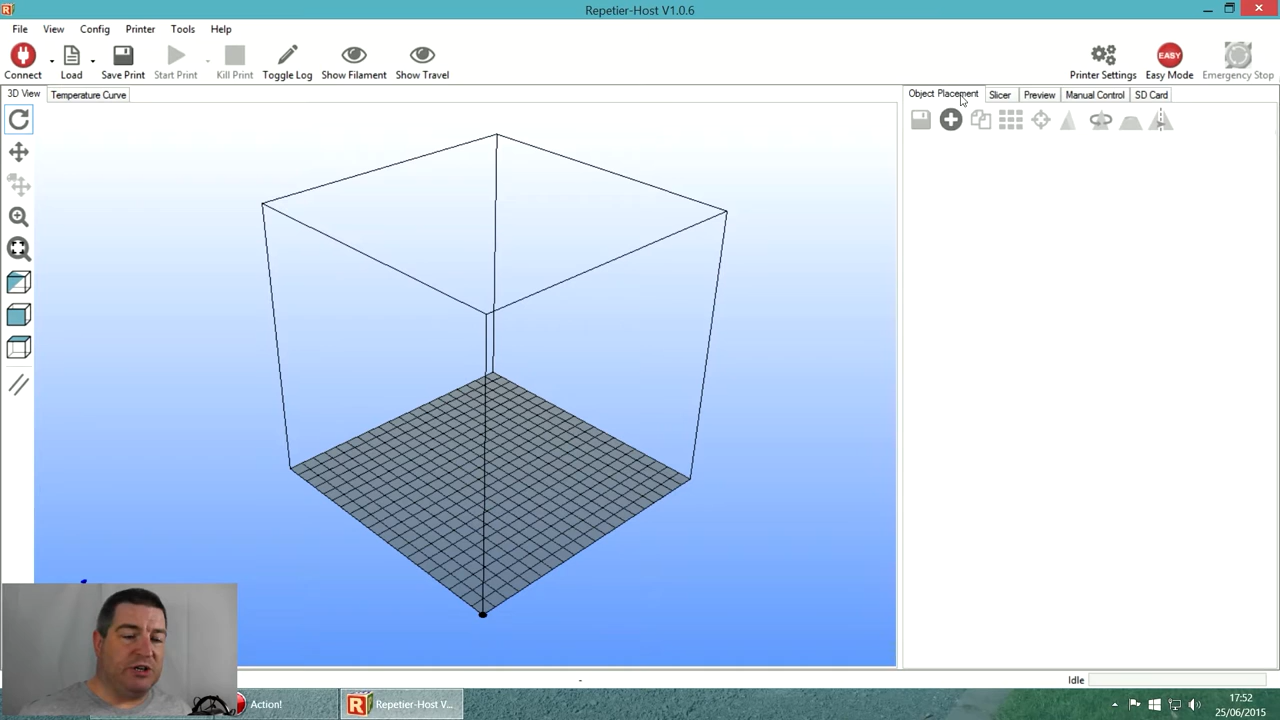 Repetier-Host V1.0.6
File View Config Printer Tools Help
Connect Load Save Print Start Print Kill Print Toggle Log Show Filament Show Travel Printer Settings EASY Easy Mode Emergency Stop
3D View Temperature Curve Object Placement Slicer Preview Manual Control SD Card
Idle
-
Action! Repetier-Host V... 17:52
25/06/2015